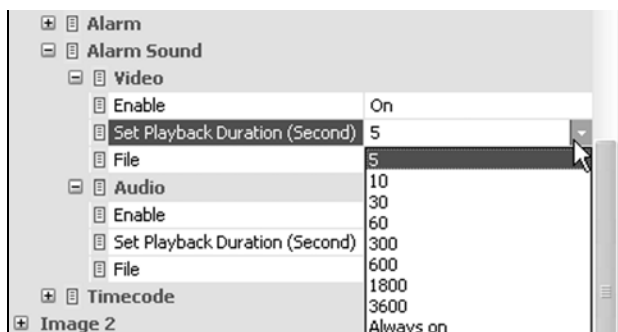 Alarm
Alarm Sound
Video
Enable On
Set Playback Duration (Second) 5
File 5
10
Audio 30
Enable 60
Set Playback Duration (Second) 300
File 600
1800
Timecode 3600
Image 2 Always on